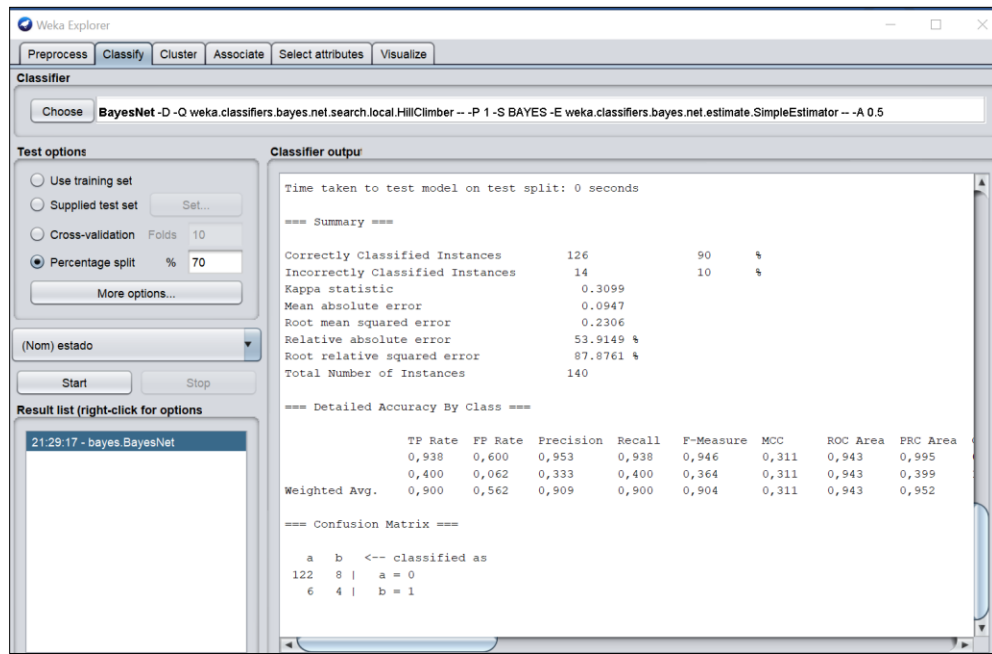 Weka Explorer
Preprocess Classify Cluster Associate Select attributes Visualize
Classifier
Choose BayesNet -D -Q weka.classifiers.bayes.net.search.local.HillClimber -- -P 1 -S BAYES -E weka.classifiers.bayes.net.estimate.SimpleEstimator -- -A 0.5
Test options
Use training set
Supplied test set Set...
Cross-validation Folds 10
Percentage split % 70
More options...
(Nom) estado
Start Stop
Result list (right-click for options
21:29:17 - bayes.BayesNet
Classifier outpu
Time taken to test model on test split: 0 seconds
=== Summary ===
Correctly Classified Instances 126 90 %
Incorrectly Classified Instances 14 10 %
Kappa statistic 0.3099
Mean absolute error 0.0947
Root mean squared error 0.2306
Relative absolute error 53.9149 %
Root relative squared error 87.8761 %
Total Number of Instances 140
=== Detailed Accuracy By Class ===
TP Rate FP Rate Precision Recall F-Measure MCC ROC Area PRC Area
0,938 0,600 0,953 0,938 0,946 0,311 0,943 0,995
0,400 0,062 0,333 0,400 0,364 0,311 0,943 0,399
Weighted Avg. 0,900 0,562 0,909 0,900 0,904 0,311 0,943 0,952
=== Confusion Matrix ===
a b <-- classified as
122 8 | a = 0
6 4 | b = 1